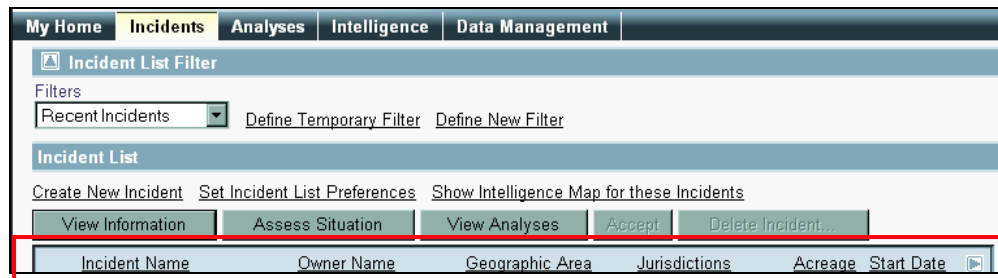 My Home Incidents Analyses Intelligence Data Management
Incident List Filter
Filters
Recent Incidents Define Temporary Filter Define New Filter
Incident List
Create New Incident Set Incident List Preferences Show Intelligence Map for these Incidents
View Information Assess Situation View Analyses Accept Delete Incident...
Incident Name Owner Name Geographic Area Jurisdictions Acreage Start Date